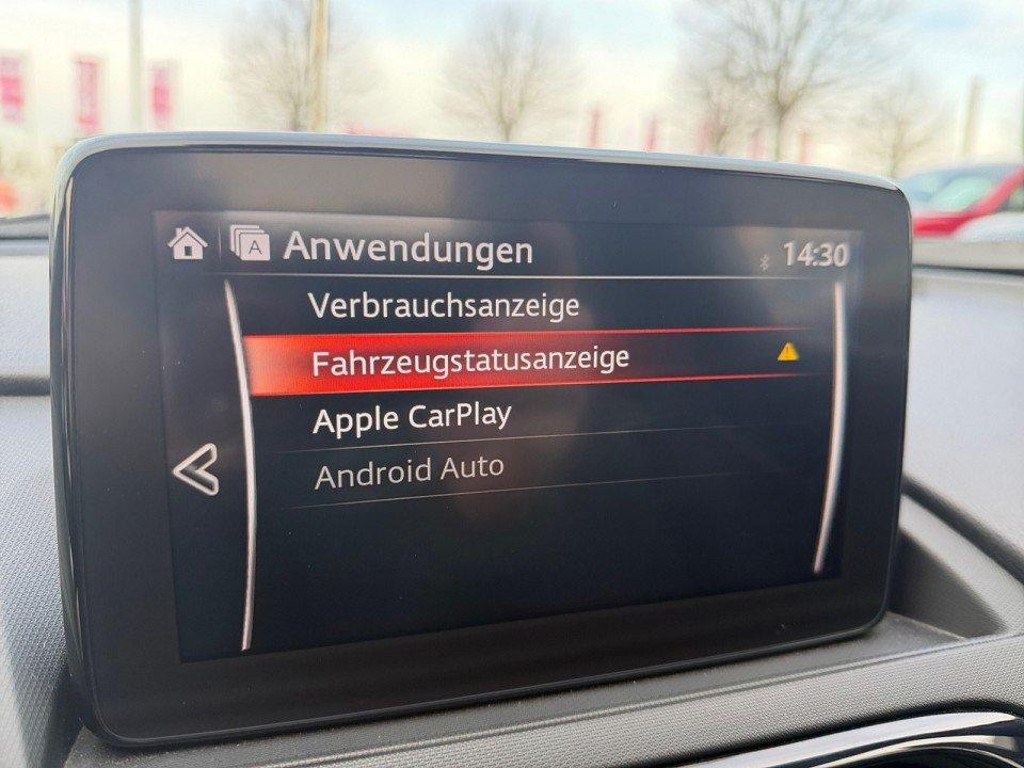 A Anwendungen 14:30
Verbrauchsanzeige
Fahrzeugstatusanzeige
Apple CarPlay
Android Auto